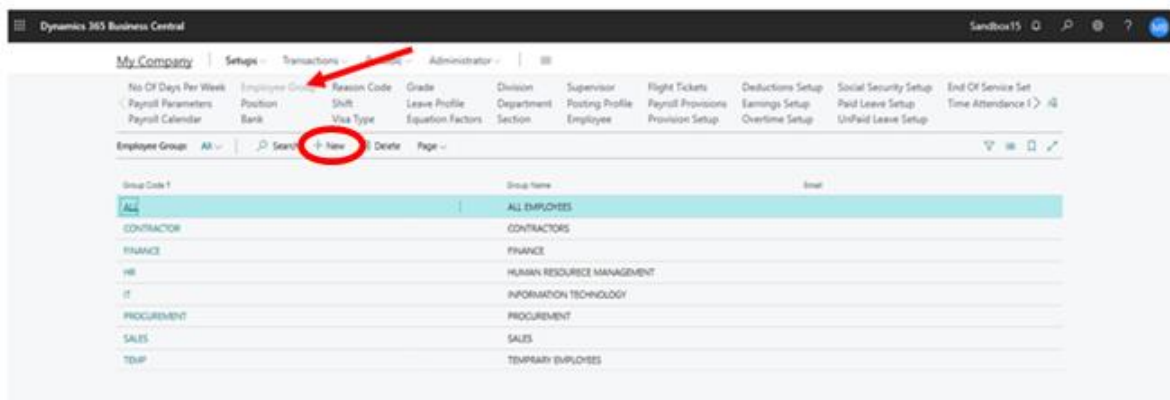 Dynamics 365 Business Central
Sandbox15 ?
My Company Setups Transactions Administrator
No Of Days Per Week Employee Group Reason Code Grade Division Supervisor Flight Tickets Deductions Setup Social Security Setup End Of Service Set
Payroll Parameters Position Shift Leave Profile Department Posting Profile Payroll Provisions Earnings Setup Paid Leave Setup Time Attendance
Payroll Calendar Bank Visa Type Equation Factors Section Employee Provision Setup Overtime Setup UnPaid Leave Setup
Employee Group: All Search + New Delete Page
Group Code ↑ Group Name Email
ALL ALL EMPLOYEES
CONTRACTOR CONTRACTORS
FINANCE FINANCE
HR HUMAN RESOURECE MANAGEMENT
IT INFORMATION TECHNOLOGY
PROCUREMENT PROCUREMENT
SALES SALES
TEMP TEMPRARY EMPLOYEES